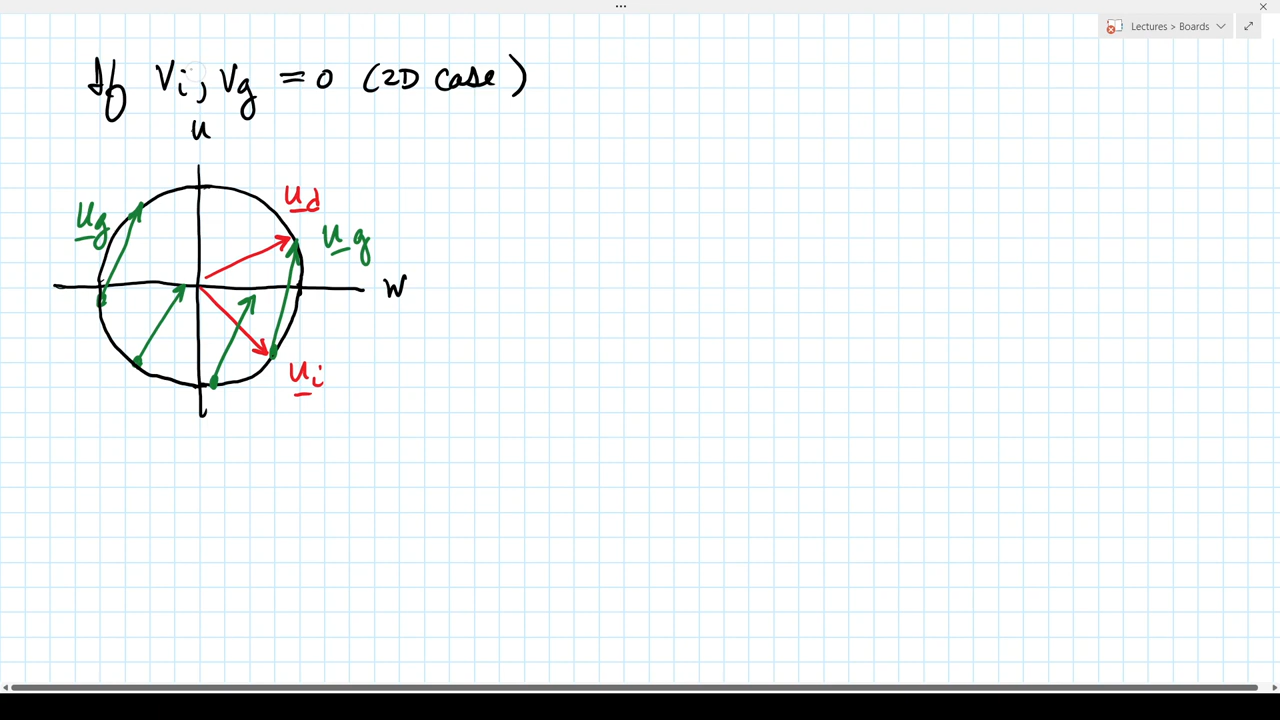 Lectures > Boards
If Vi, Vg = 0 (2D case)
u
ud
ug
ug
w
ui